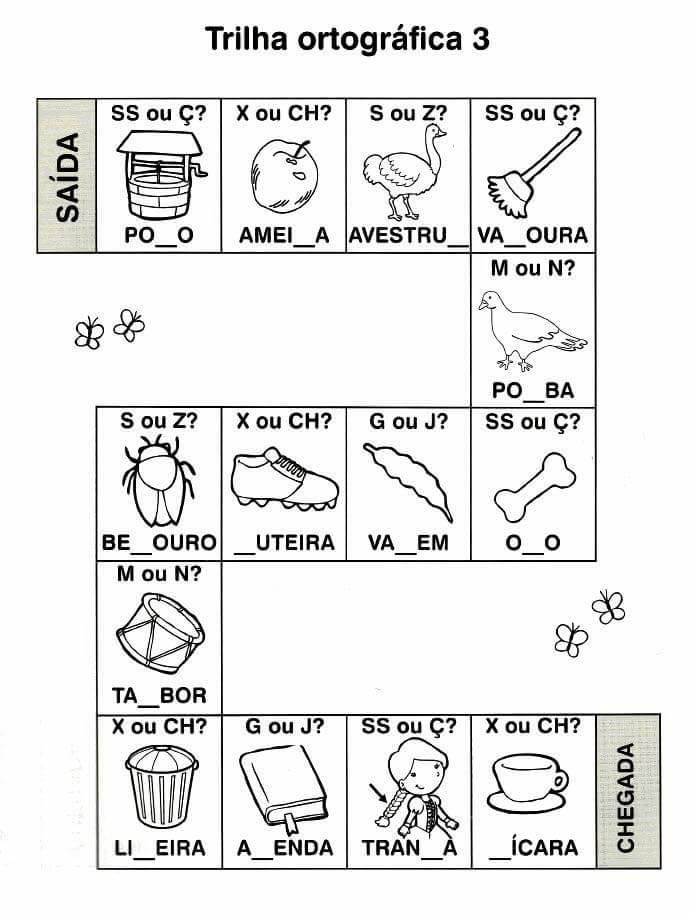 Trilha ortográfica 3
SAÍDA
SS ou Ç? X ou CH? S ou Z? SS ou Ç?
PO__O AMEI__A AVESTRU__ VA__OURA
M ou N?
PO__BA
S ou Z? X ou CH? G ou J? SS ou Ç?
BE__OURO __UTEIRA VA__EM O__O
M ou N?
TA__BOR
X ou CH? G ou J? SS ou Ç? X ou CH?
LI__EIRA A__ENDA TRAN__À __ÍCARA
CHEGADA